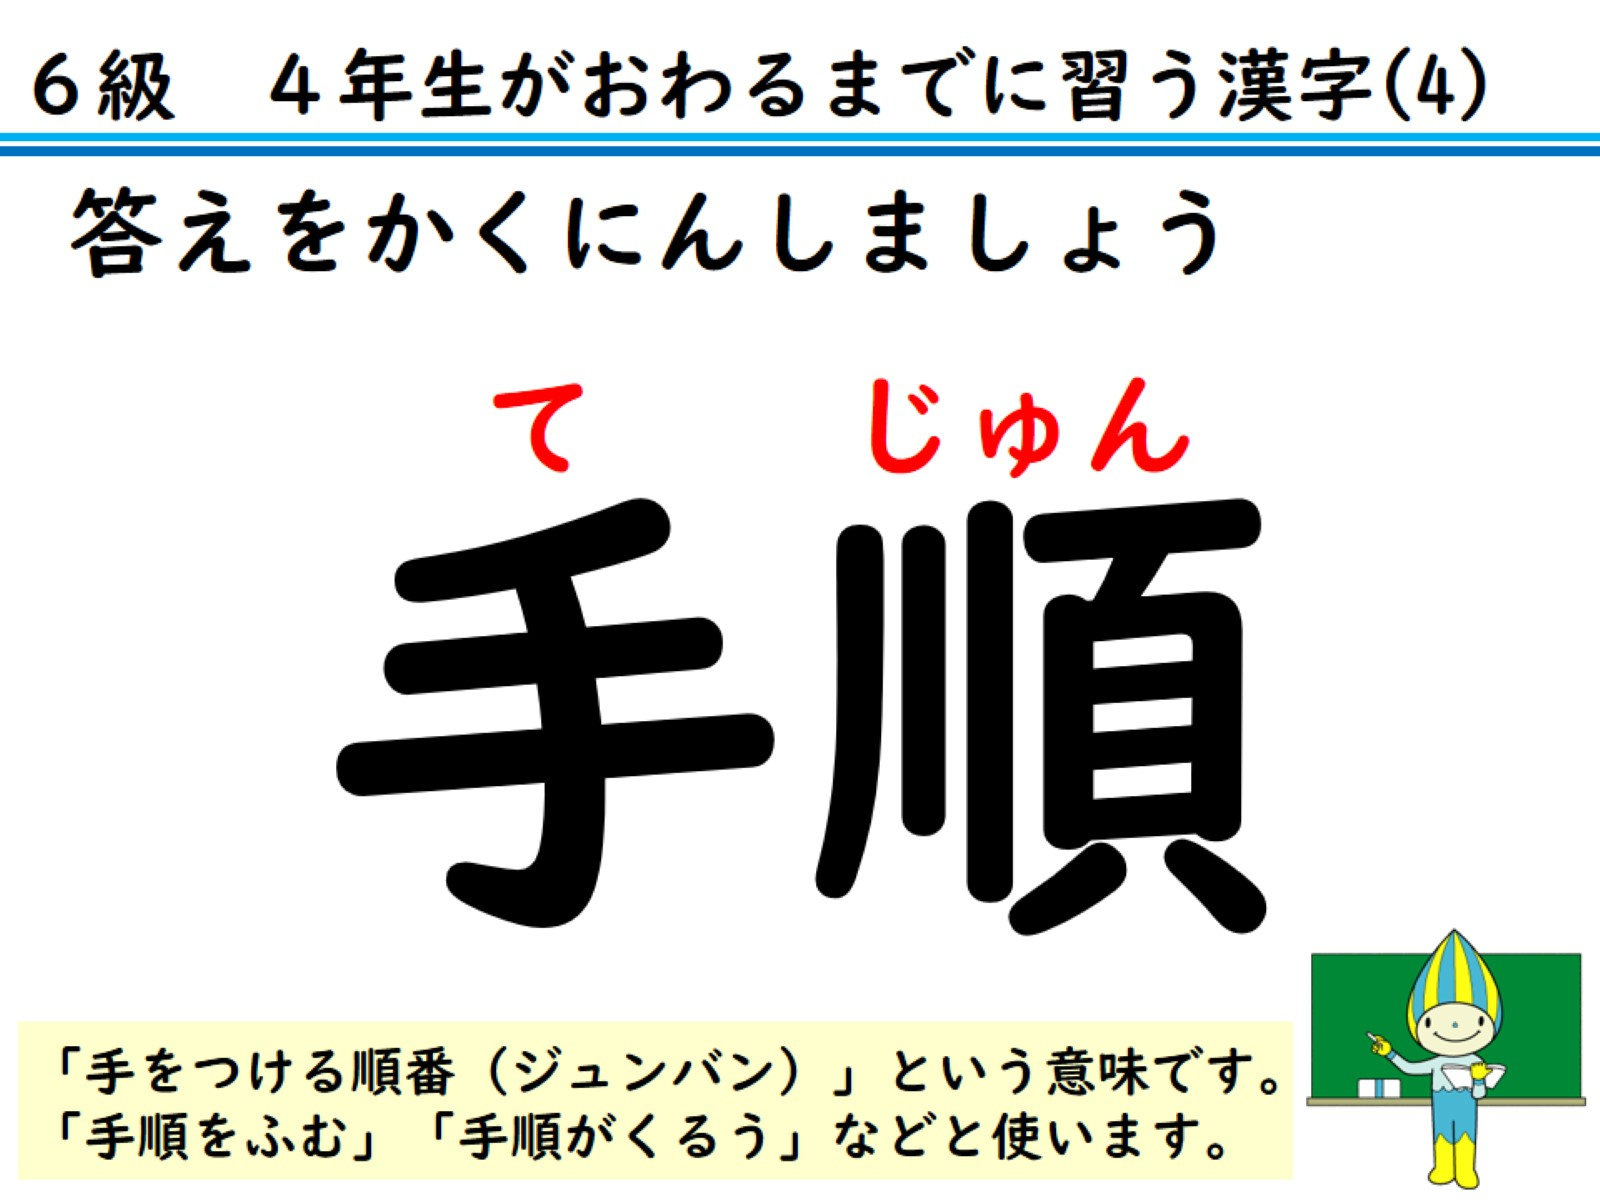 ６級　４年生がおわるまでに習う漢字(4)
答えをかくにんしましょう
て　じゅん
手順
「手をつける順番（ジュンバン）」という意味です。
「手順をふむ」「手順がくるう」などと使います。